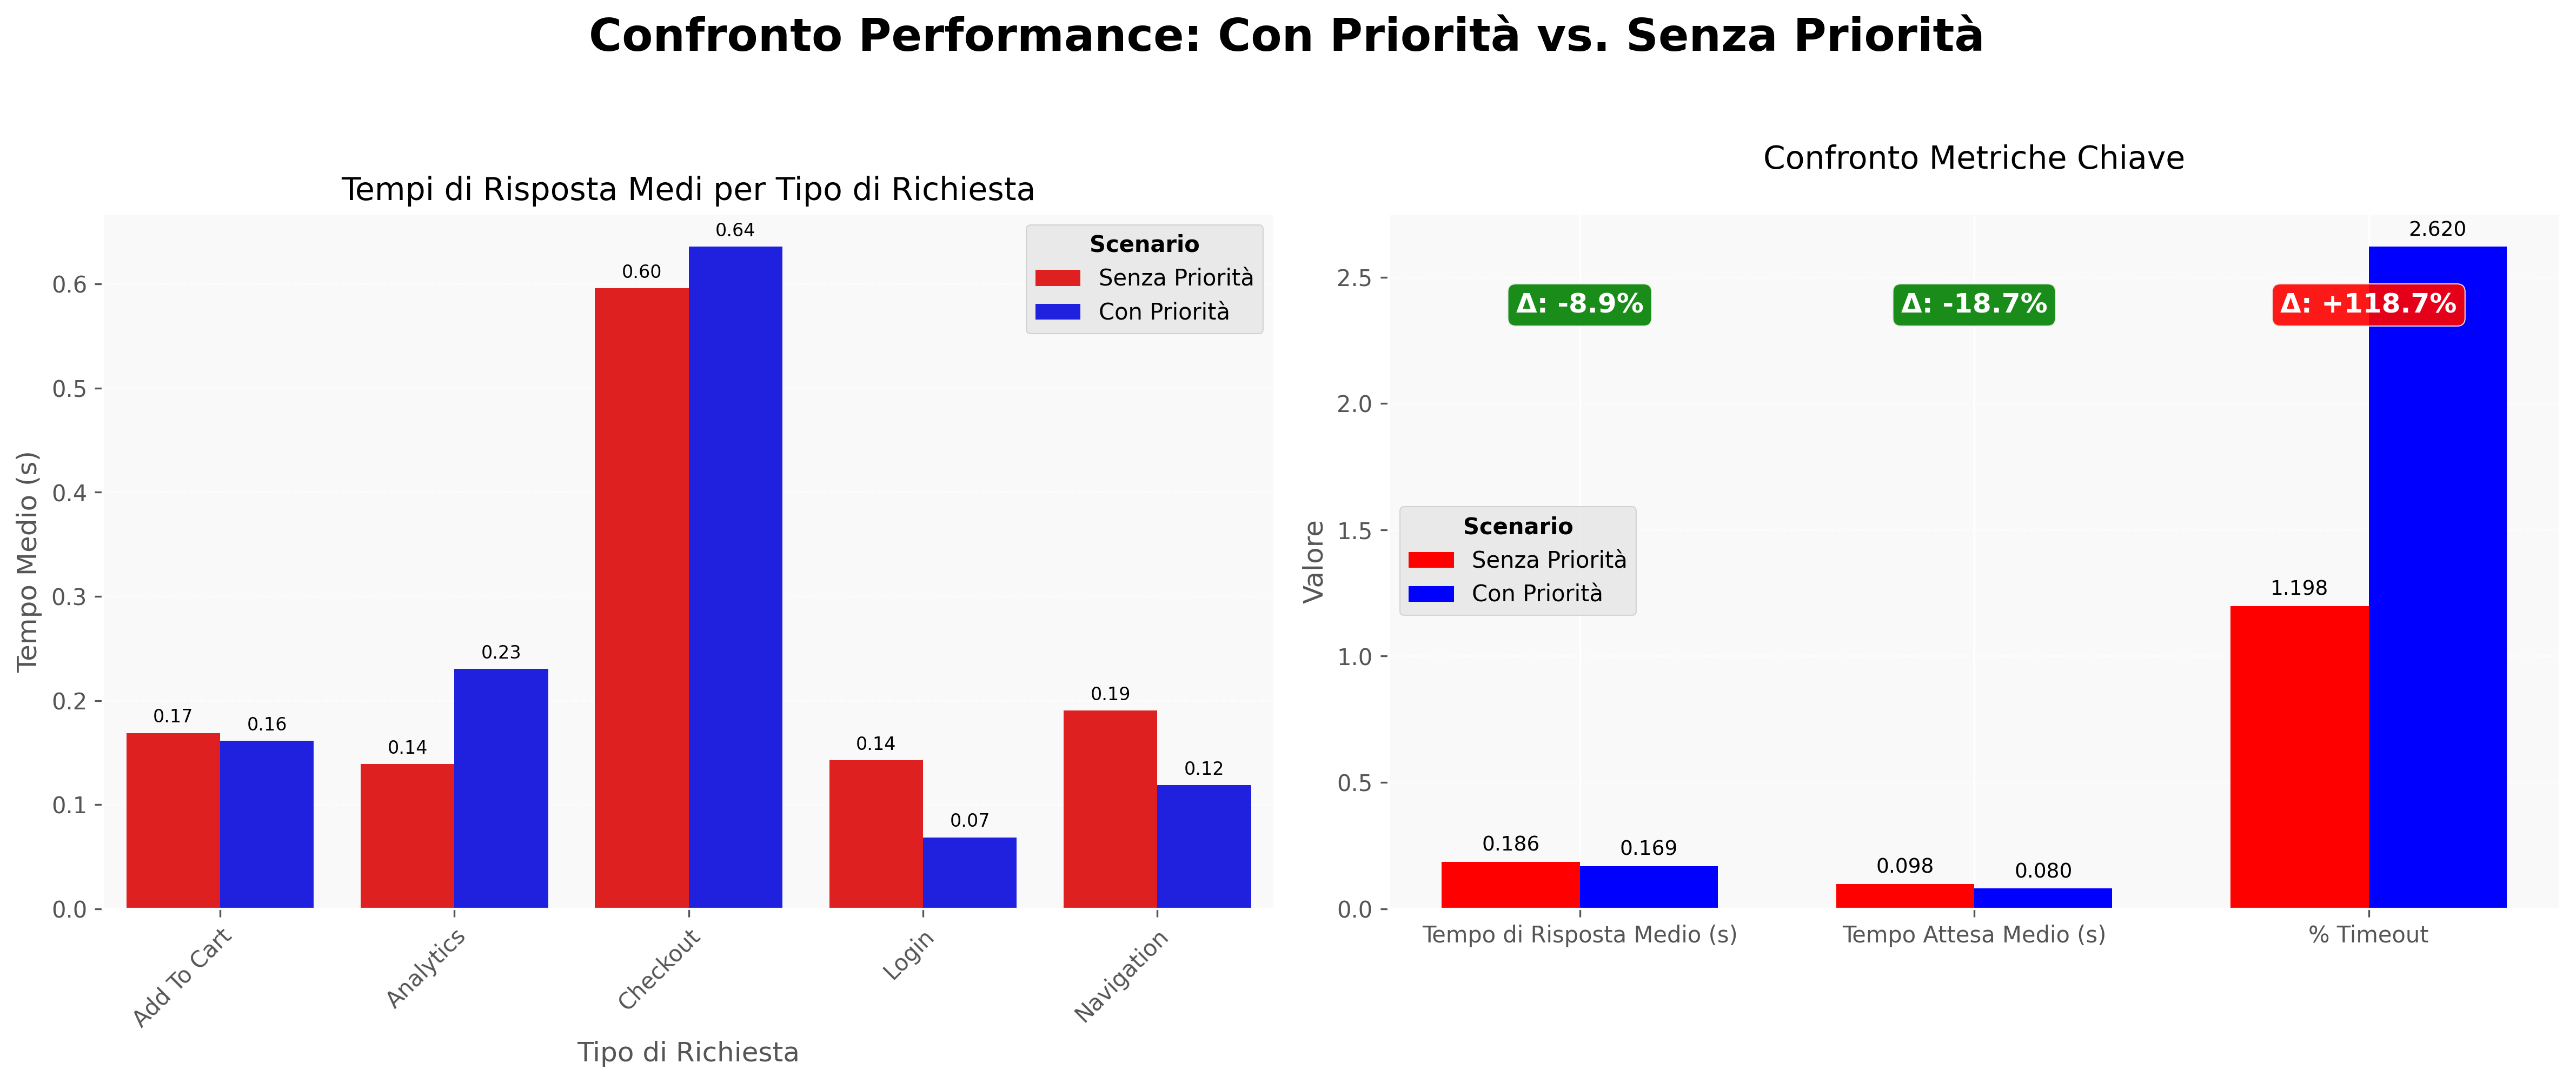 Confronto Performance: Con Priorità vs. Senza Priorità
Tempi di Risposta Medi per Tipo di Richiesta
Tempo Medio (s)
0.6
0.5
0.4
0.3
0.2
0.1
0.0
0.17
0.16
0.14
0.23
0.60
0.64
0.14
0.07
0.19
0.12
Scenario
Senza Priorità
Con Priorità
Add To Cart
Analytics
Checkout
Login
Navigation
Tipo di Richiesta
Confronto Metriche Chiave
Valore
2.5
2.0
1.5
1.0
0.5
0.0
Δ: -8.9%
Δ: -18.7%
Δ: +118.7%
Scenario
Senza Priorità
Con Priorità
0.186
0.169
0.098
0.080
1.198
2.620
Tempo di Risposta Medio (s)
Tempo Attesa Medio (s)
% Timeout